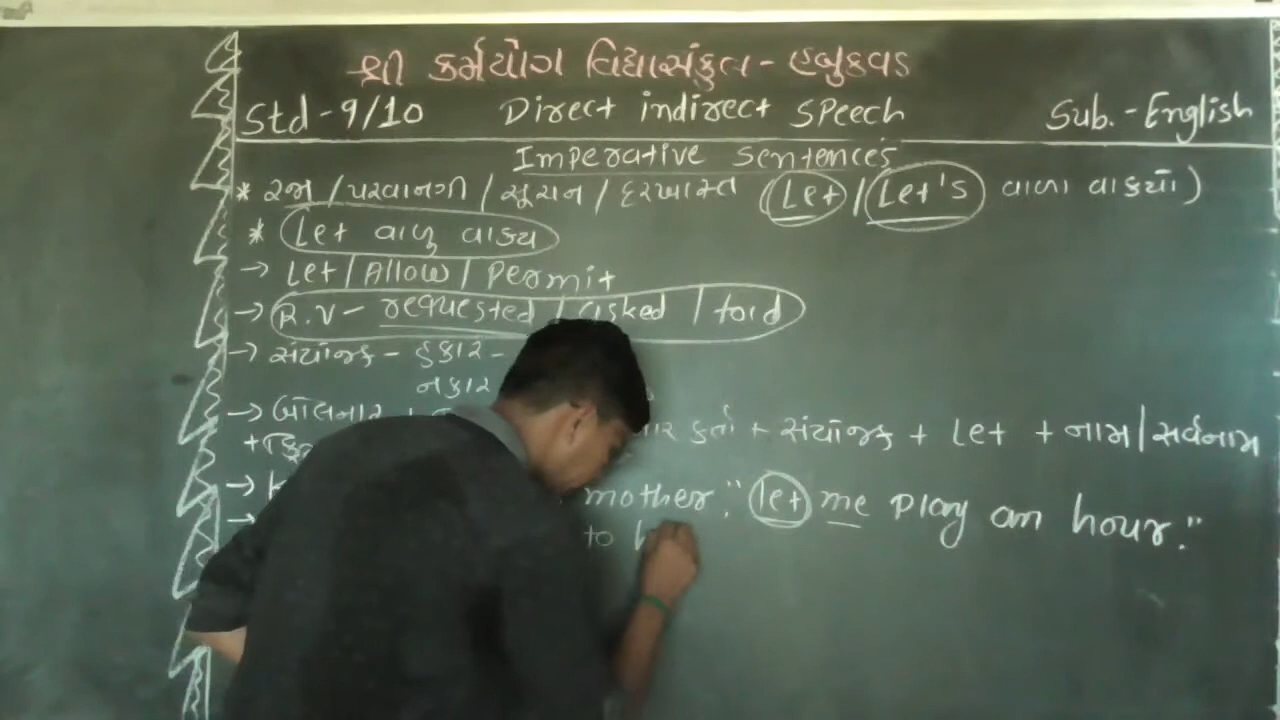 શ્રી કર્મયોગ વિદ્યાસંકુલ - હબુકવડ
Std - 9/10 Direct indirect Speech Sub. - English
Imperative Sentences
* રજા / પરવાનગી / સૂચન / દરખાસ્ત (Let / Let's વાળા વાક્યો)
* Let વાળુ વાક્ય
→ Let / Allow / Permit
→ R.V - requested / asked / told
→ સંયોજક - હકાર -
નકાર
→ બોલનાર + કર્તા + સંયોજક + Let + નામ / સર્વનામ
+
→ mother, "Let me play an hour."
→ to